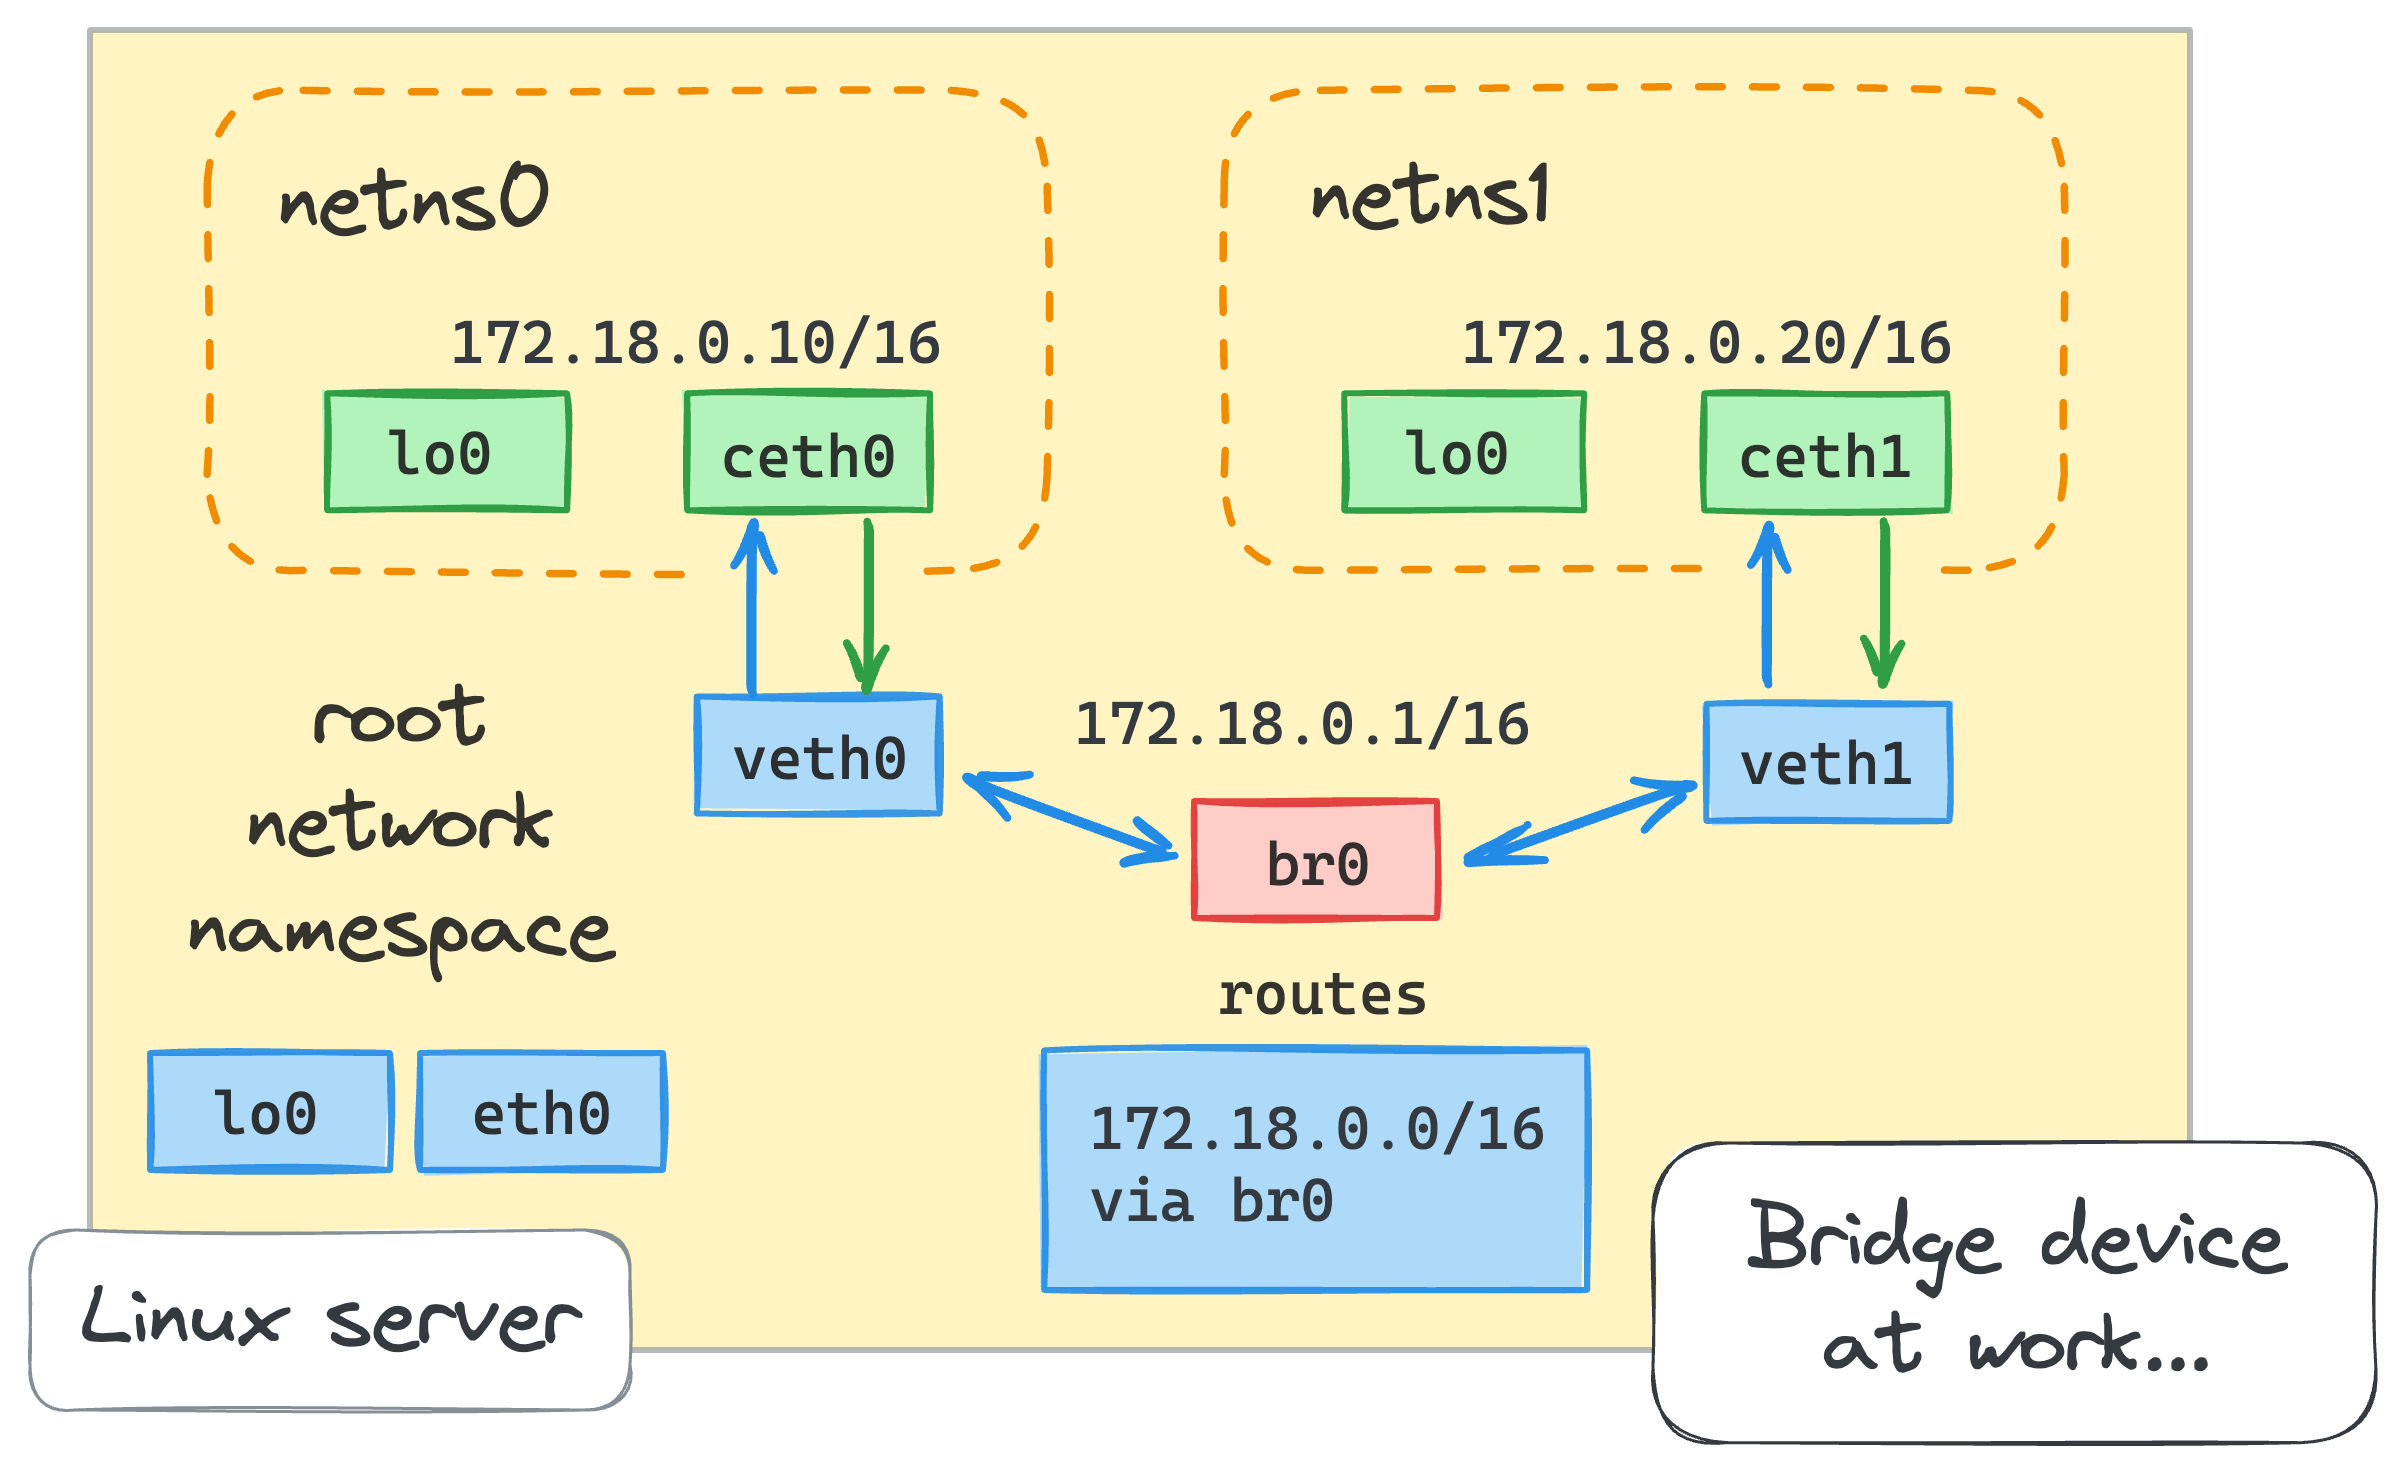 netns0
172.18.0.10/16
lo0
ceth0
netns1
172.18.0.20/16
lo0
ceth1
root
network
namespace
veth0
172.18.0.1/16
br0
veth1
routes
172.18.0.0/16
via br0
lo0
eth0
Linux server
Bridge device
at work...